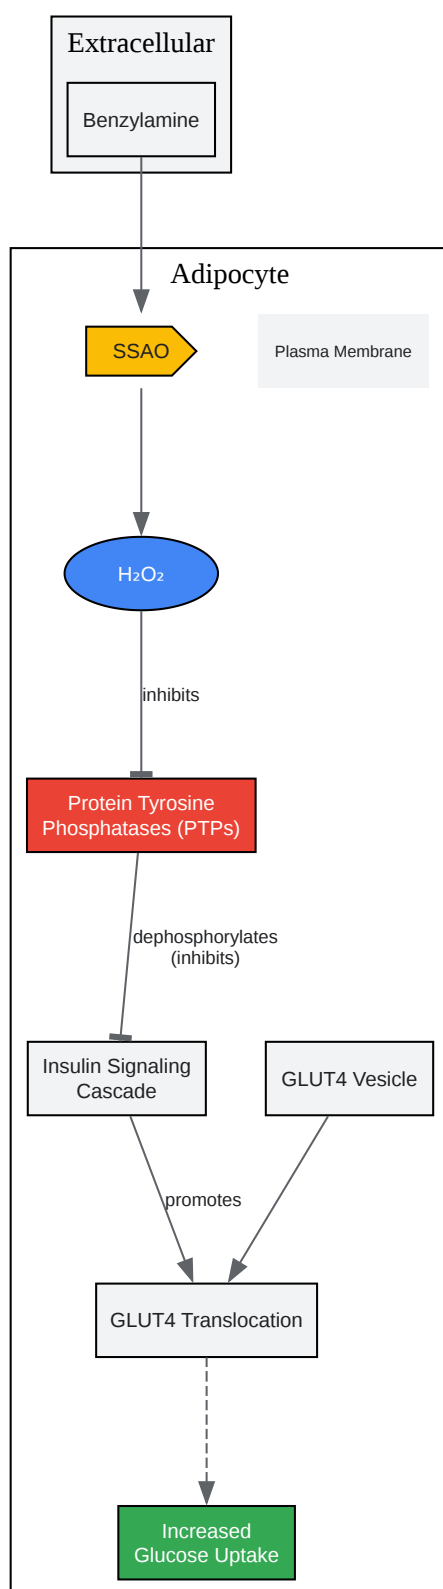 Extracellular
Benzylamine
Adipocyte
SSAO
Plasma Membrane
H₂O₂
inhibits
Protein Tyrosine
Phosphatases (PTPs)
dephosphorylates
(inhibits)
Insulin Signaling
Cascade
GLUT4 Vesicle
promotes
GLUT4 Translocation
Increased
Glucose Uptake